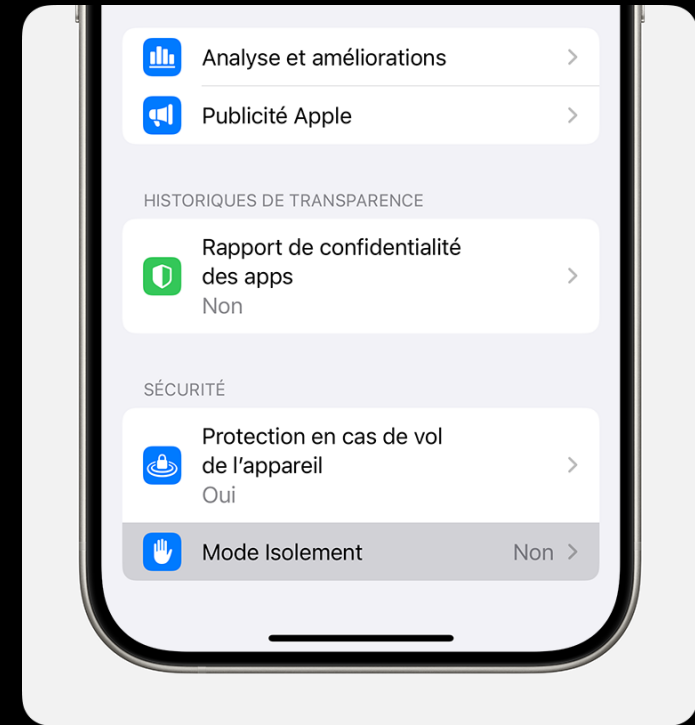 Analyse et améliorations
Publicité Apple
HISTORIQUES DE TRANSPARENCE
Rapport de confidentialité
des apps
Non
SÉCURITÉ
Protection en cas de vol
de l’appareil
Oui
Mode Isolement Non